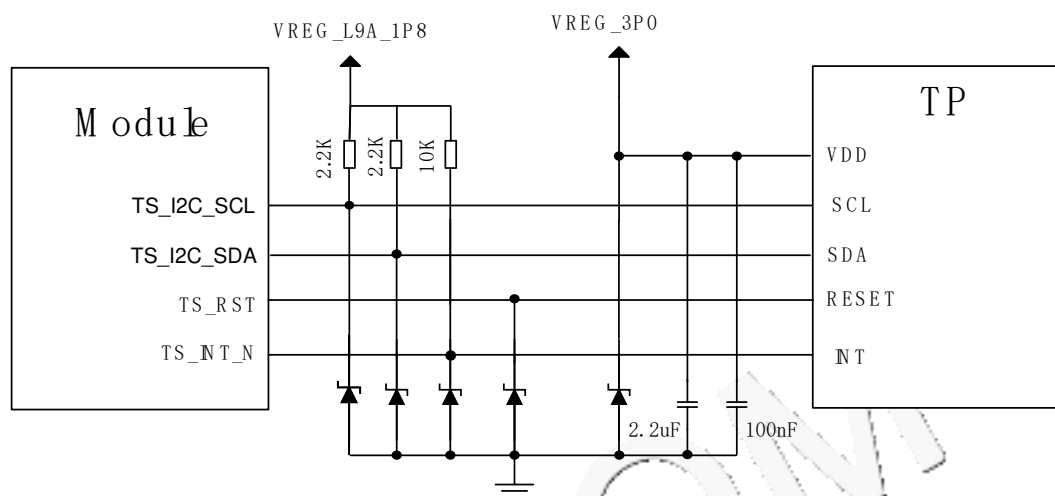 VREG_L9A_1P8
VREG_3P0
Module
TP
2.2K
2.2K
10K
VDD
TS_I2C_SCL
SCL
TS_I2C_SDA
SDA
TS_RST
RESET
TS_INT_N
INT
2.2uF
100nF